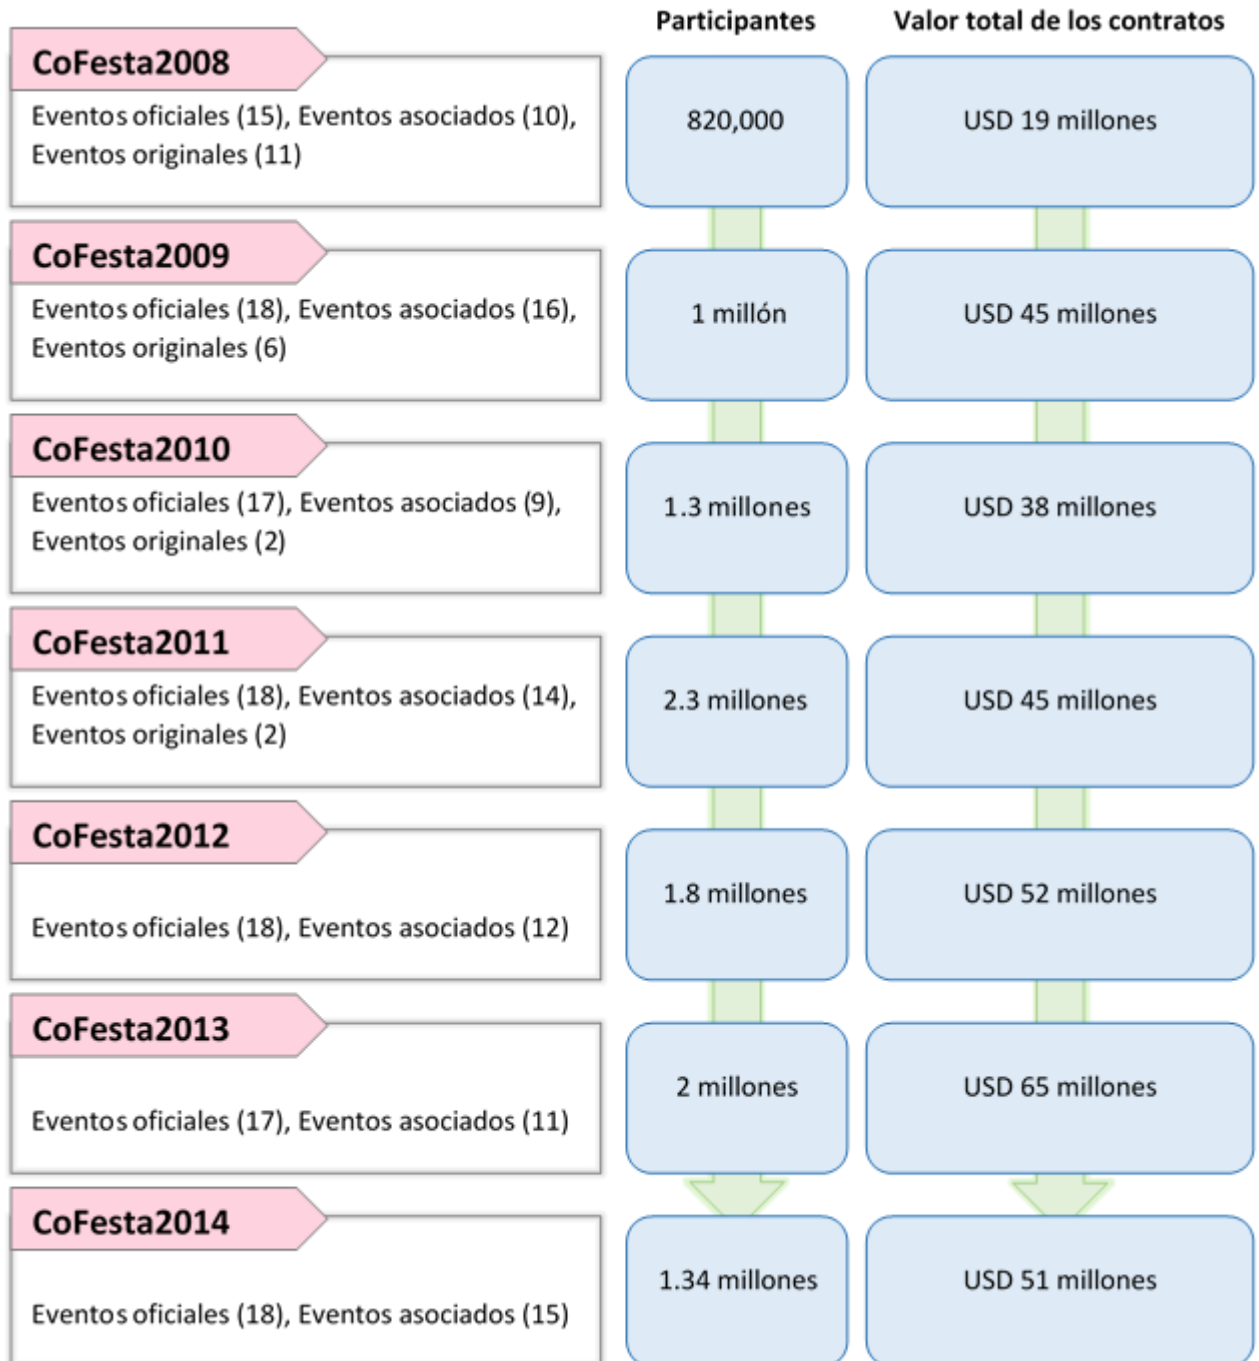 Participantes
Valor total de los contratos
CoFesta2008
Eventos oficiales (15), Eventos asociados (10),
Eventos originales (11)
820,000
USD 19 millones
CoFesta2009
Eventos oficiales (18), Eventos asociados (16),
Eventos originales (6)
1 millón
USD 45 millones
CoFesta2010
Eventos oficiales (17), Eventos asociados (9),
Eventos originales (2)
1.3 millones
USD 38 millones
CoFesta2011
Eventos oficiales (18), Eventos asociados (14),
Eventos originales (2)
2.3 millones
USD 45 millones
CoFesta2012
Eventos oficiales (18), Eventos asociados (12)
1.8 millones
USD 52 millones
CoFesta2013
Eventos oficiales (17), Eventos asociados (11)
2 millones
USD 65 millones
CoFesta2014
Eventos oficiales (18), Eventos asociados (15)
1.34 millones
USD 51 millones